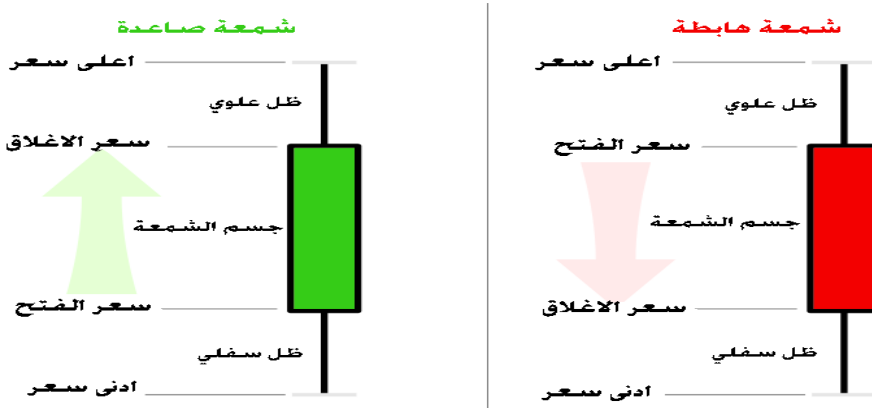 شمعة هابطة
اعلى سعر
ظل علوي
سعر الفتح
جسم الشمعة
سعر الاغلاق
ظل سفلي
ادنى سعر
شمعة صاعدة
اعلى سعر
ظل علوي
سعر الاغلاق
جسم الشمعة
سعر الفتح
ظل سفلي
ادنى سعر